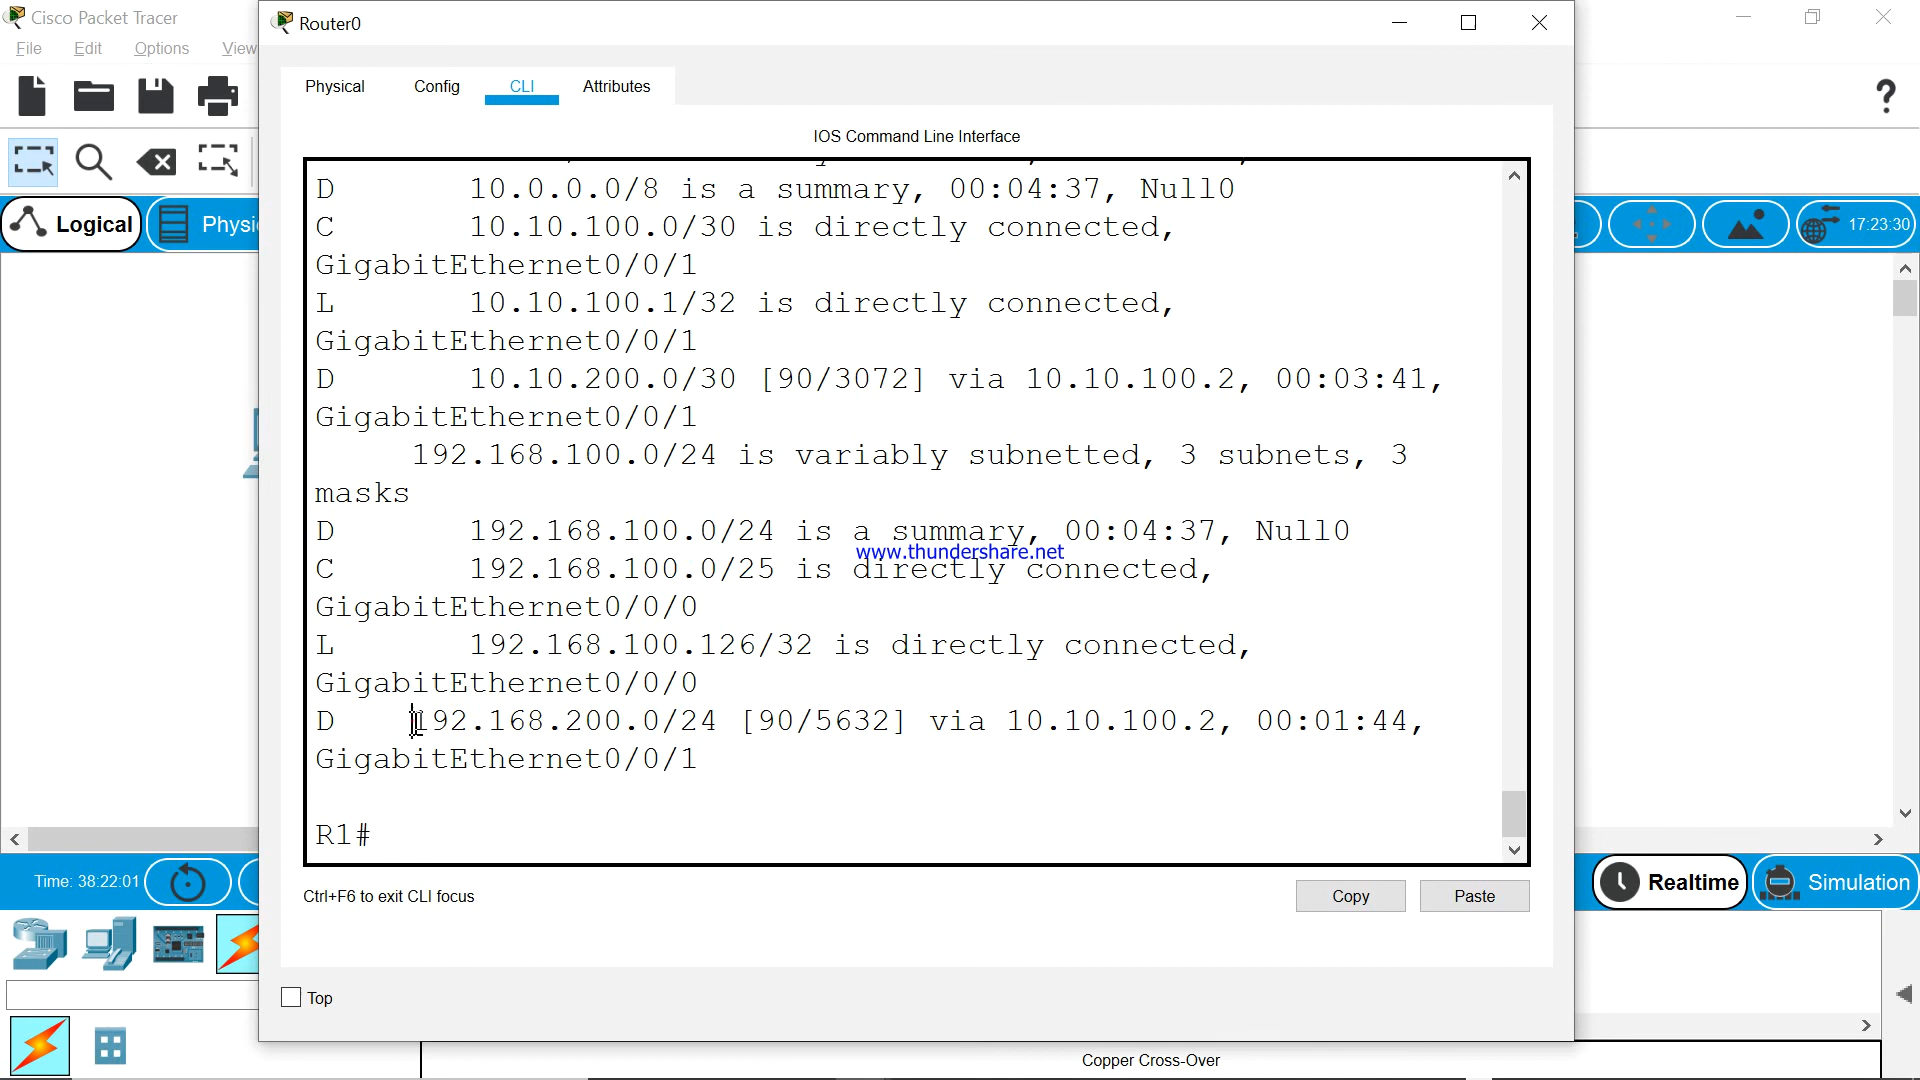 Cisco Packet Tracer
Router0
File Edit Options View
Physical Config CLI Attributes
IOS Command Line Interface
Logical
Physi
17:23:30
D 10.0.0.0/8 is a summary, 00:04:37, Null0
C 10.10.100.0/30 is directly connected,
GigabitEthernet0/0/1
L 10.10.100.1/32 is directly connected,
GigabitEthernet0/0/1
D 10.10.200.0/30 [90/3072] via 10.10.100.2, 00:03:41,
GigabitEthernet0/0/1
192.168.100.0/24 is variably subnetted, 3 subnets, 3
masks
D 192.168.100.0/24 is a summary, 00:04:37, Null0
www.thundershare.net
C 192.168.100.0/25 is directly connected,
GigabitEthernet0/0/0
L 192.168.100.126/32 is directly connected,
GigabitEthernet0/0/0
D 192.168.200.0/24 [90/5632] via 10.10.100.2, 00:01:44,
GigabitEthernet0/0/1
R1#
Time: 38:22:01
Realtime
Simulation
Ctrl+F6 to exit CLI focus
Copy
Paste
Top
Copper Cross-Over